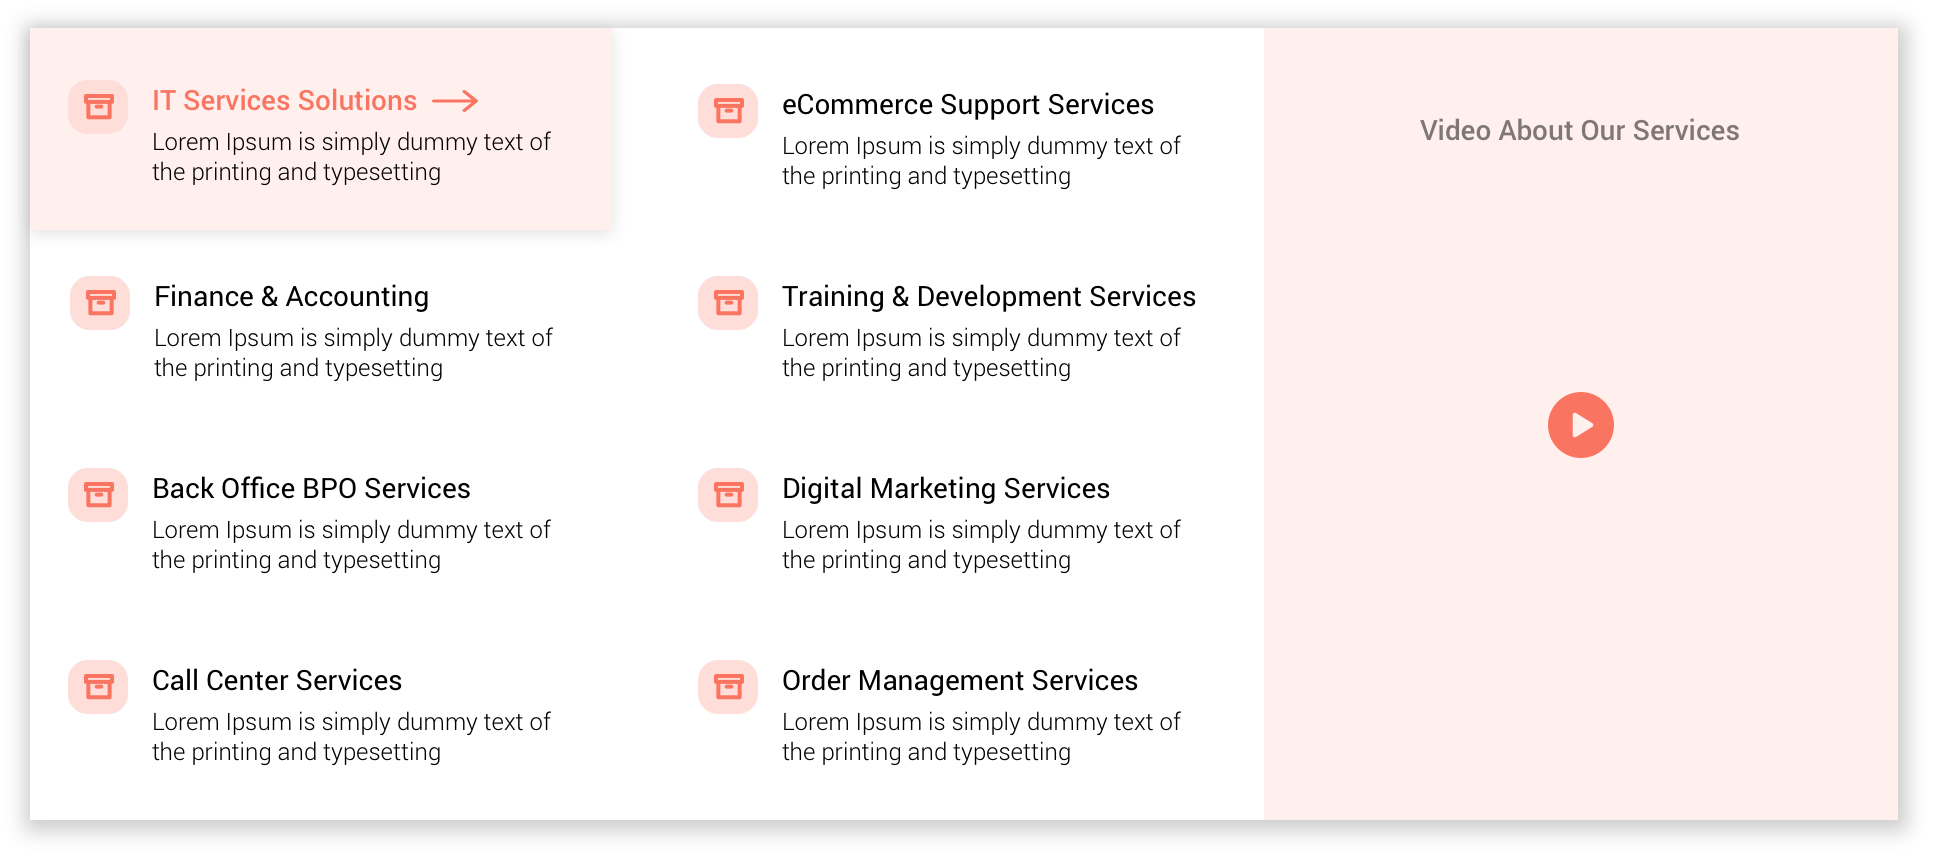 IT Services Solutions
Lorem Ipsum is simply dummy text of
the printing and typesetting
Finance & Accounting
Lorem Ipsum is simply dummy text of
the printing and typesetting
Back Office BPO Services
Lorem Ipsum is simply dummy text of
the printing and typesetting
Call Center Services
Lorem Ipsum is simply dummy text of
the printing and typesetting
eCommerce Support Services
Lorem Ipsum is simply dummy text of
the printing and typesetting
Training & Development Services
Lorem Ipsum is simply dummy text of
the printing and typesetting
Digital Marketing Services
Lorem Ipsum is simply dummy text of
the printing and typesetting
Order Management Services
Lorem Ipsum is simply dummy text of
the printing and typesetting
Video About Our Services